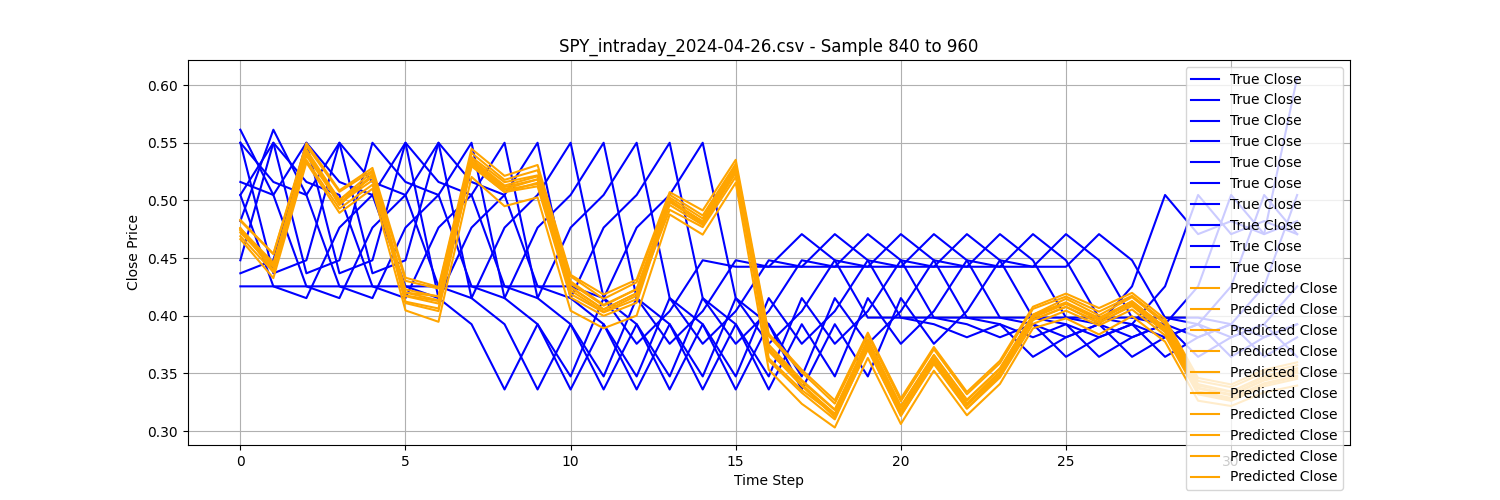 SPY_intraday_2024-04-26.csv - Sample 840 to 960
Close Price
0.60
0.55
0.50
0.45
0.40
0.35
0.30
0
5
10
15
20
25
30
Time Step
True Close
True Close
True Close
True Close
True Close
True Close
True Close
True Close
True Close
True Close
Predicted Close
Predicted Close
Predicted Close
Predicted Close
Predicted Close
Predicted Close
Predicted Close
Predicted Close
Predicted Close
Predicted Close